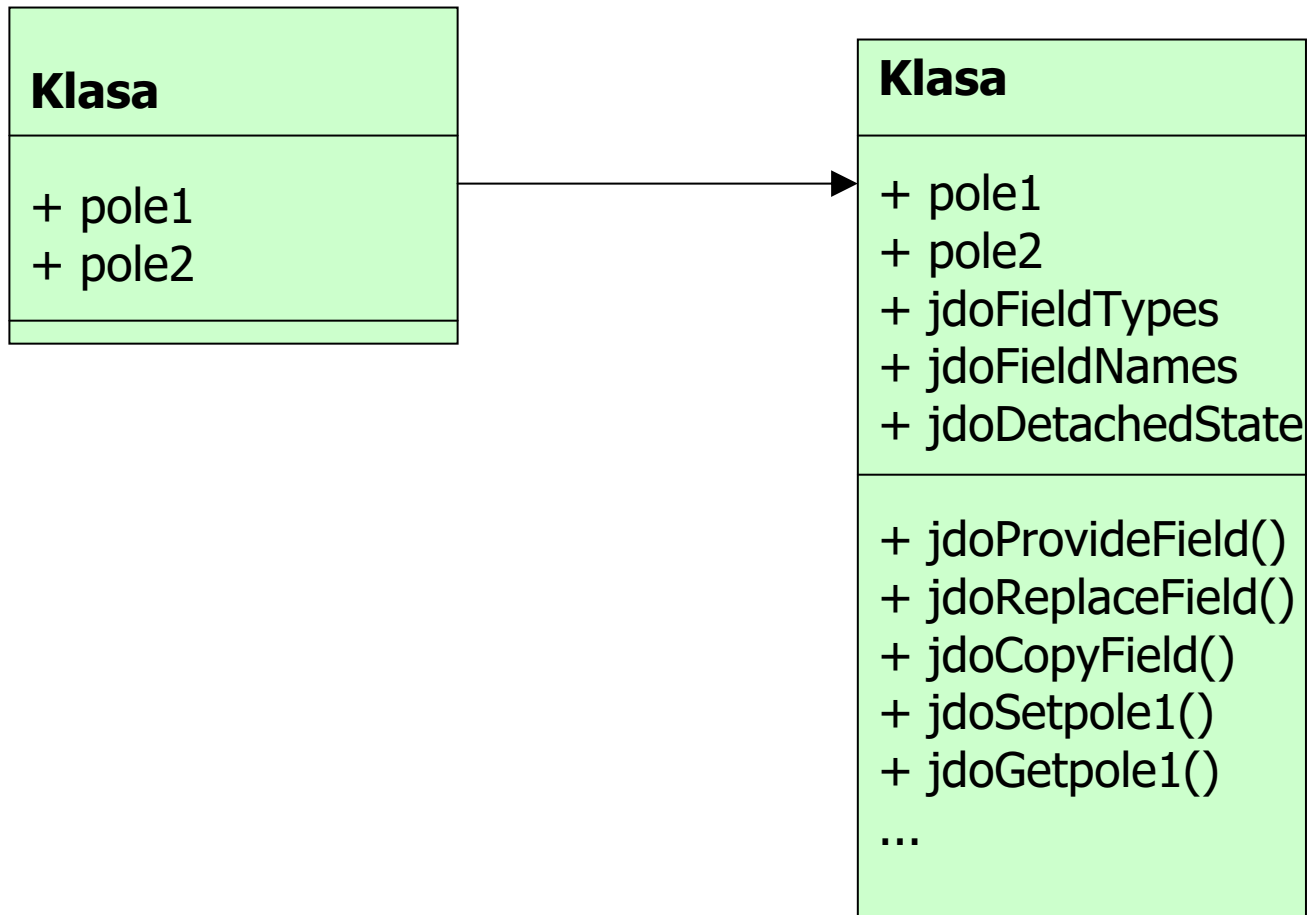 Klasa
+ pole1
+ pole2
Klasa
+ pole1
+ pole2
+ jdoFieldTypes
+ jdoFieldNames
+ jdoDetachedState
+ jdoProvideField()
+ jdoReplaceField()
+ jdoCopyField()
+ jdoSetpole1()
+ jdoGetpole1()
...